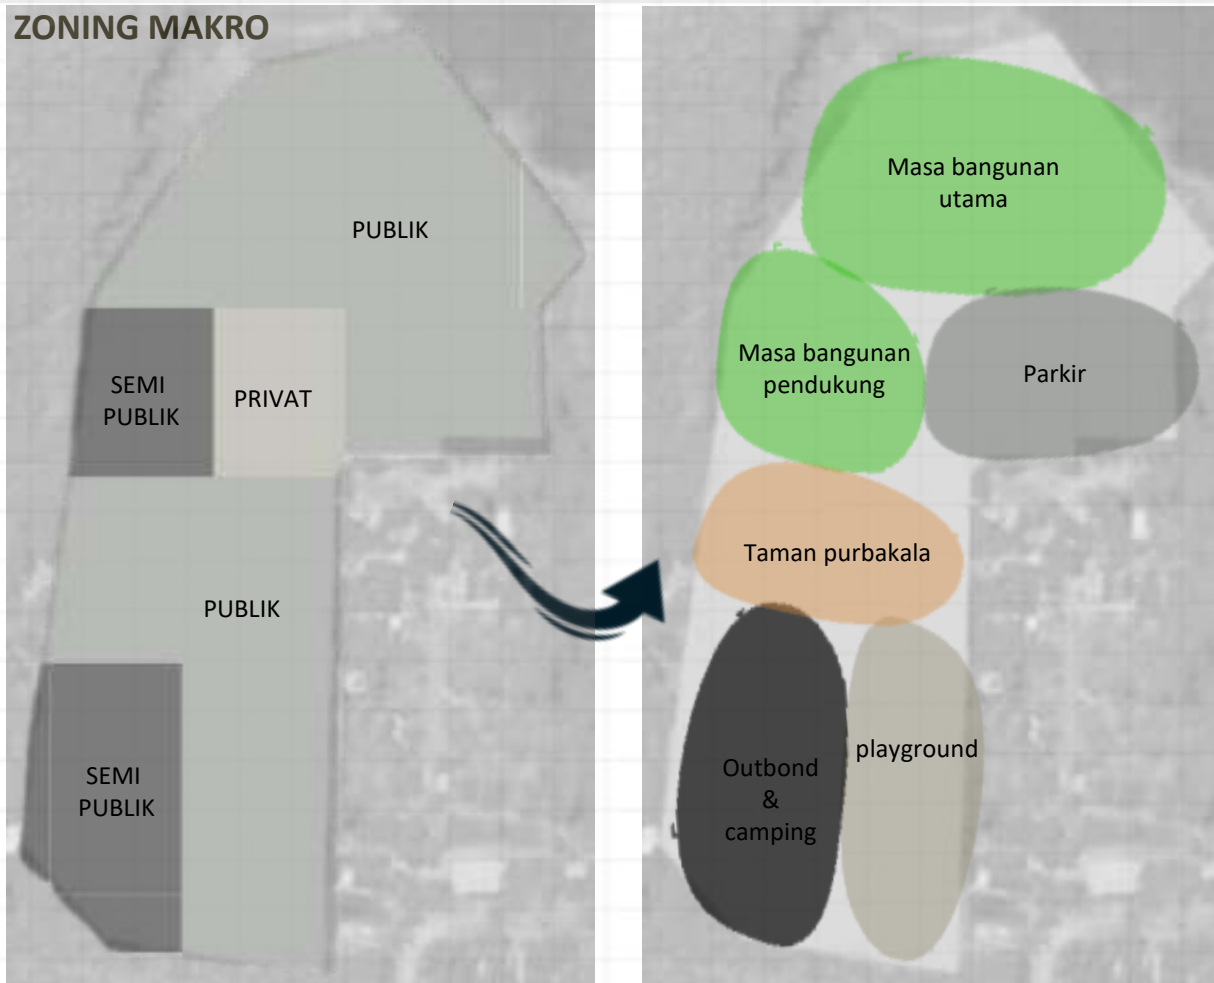 ZONING MAKRO
PUBLIK
SEMI
PUBLIK
PRIVAT
PUBLIK
SEMI
PUBLIK
Masa bangunan
utama
Masa bangunan
pendukung
Parkir
Taman purbakala
Outbond
&
camping
playground